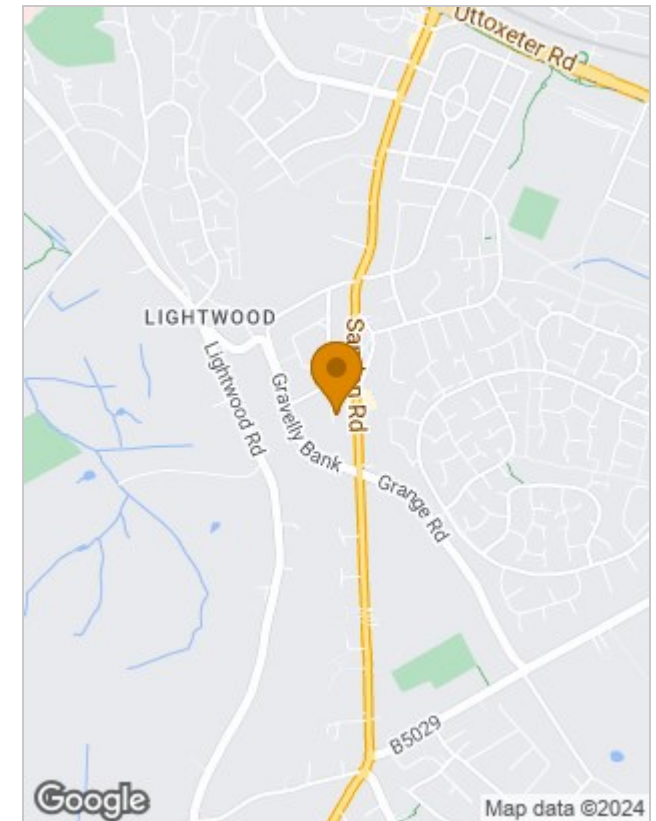 Uttoxeter Rd
LIGHTWOOD
Lightwood Rd
Gravelly Bank
Rd
Grange Rd
B5029
Google
Map data ©2024